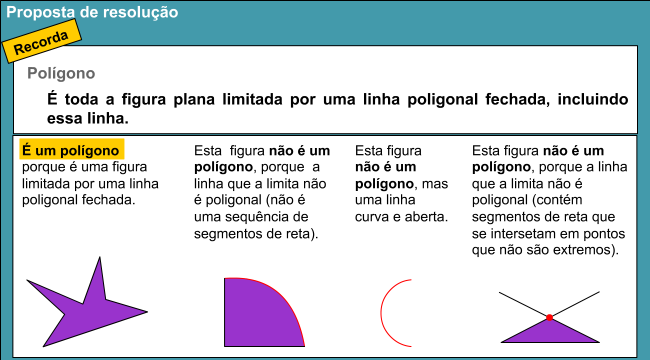 Proposta de resolução
Recorda
Polígono
É toda a figura plana limitada por uma linha poligonal fechada, incluindo
essa linha.
É um polígono
porque é uma figura
limitada por uma linha
poligonal fechada.
Esta figura não é um
polígono, porque a
linha que a limita não
é poligonal (não é
uma sequência de
segmentos de reta).
Esta figura
não é um
polígono, mas
uma linha
curva e aberta.
Esta figura não é um
polígono, porque a linha
que a limita não é
poligonal (contém
segmentos de reta que
se intersetam em pontos
que não são extremos).